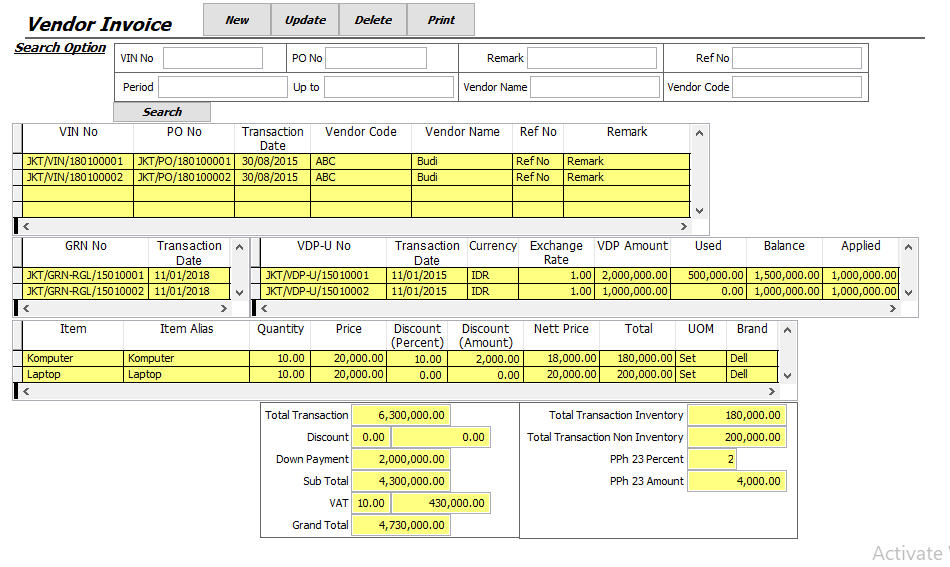 Vendor Invoice New Update Delete Print
Search Option
VIN No PO No Remark Ref No
Period Up to Vendor Name Vendor Code
Search
VIN No PO No Transaction Date Vendor Code Vendor Name Ref No Remark
JKT/VIN/180100001 JKT/PO/180100001 30/08/2015 ABC Budi Ref No Remark
JKT/VIN/180100002 JKT/PO/180100002 30/08/2015 ABC Budi Ref No Remark
GRN No Transaction Date VDP-U No Transaction Date Currency Exchange Rate VDP Amount Used Balance Applied
JKT/GRN-RGL/15010001 11/01/2018 JKT/VDP-U/15010001 11/01/2015 IDR 1.00 2,000,000.00 500,000.00 1,500,000.00 1,000,000.00
JKT/GRN-RGL/15010002 11/01/2018 JKT/VDP-U/15010002 11/01/2015 IDR 1.00 1,000,000.00 0.00 1,000,000.00 1,000,000.00
Item Item Alias Quantity Price Discount (Percent) Discount (Amount) Nett Price Total UOM Brand
Komputer Komputer 10.00 20,000.00 10.00 2,000.00 18,000.00 180,000.00 Set Dell
Laptop Laptop 10.00 20,000.00 0.00 0.00 20,000.00 200,000.00 Set Dell
Total Transaction 6,300,000.00 Total Transaction Inventory 180,000.00
Discount 0.00 0.00 Total Transaction Non Inventory 200,000.00
Down Payment 2,000,000.00 PPh 23 Percent 2
Sub Total 4,300,000.00 PPh 23 Amount 4,000.00
VAT 10.00 430,000.00
Grand Total 4,730,000.00
Activate